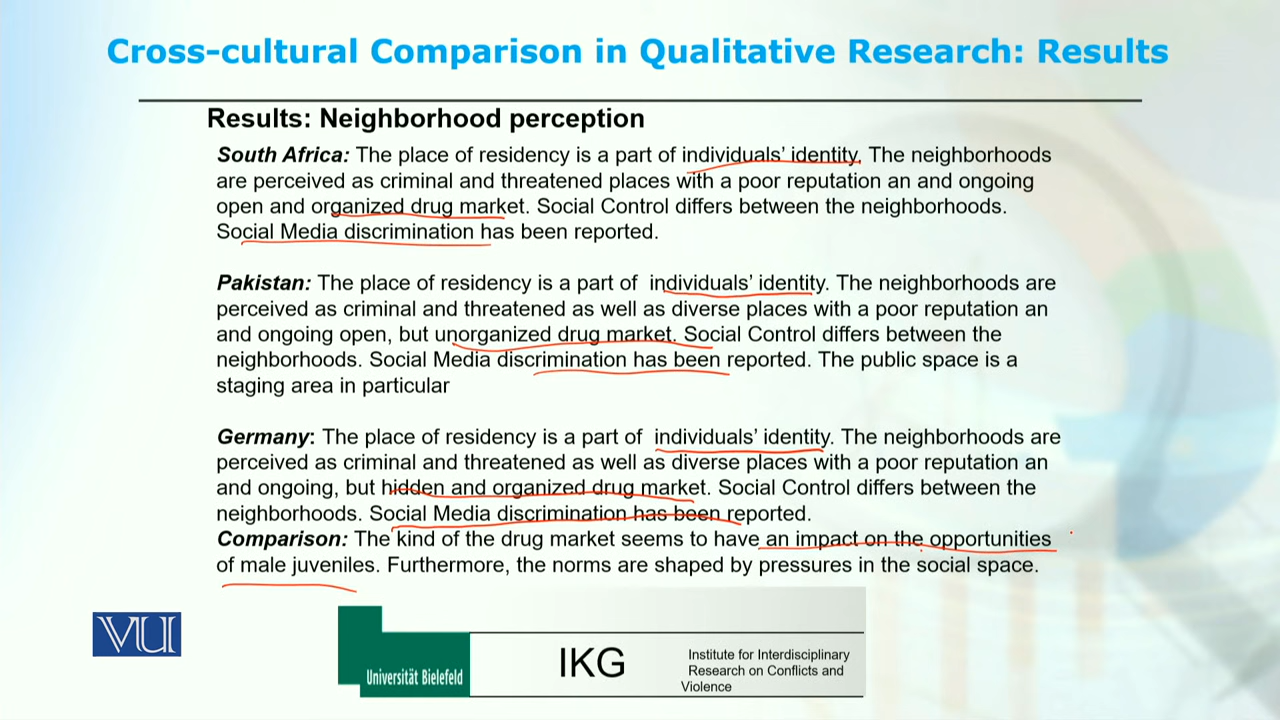 Cross-cultural Comparison in Qualitative Research: Results
Results: Neighborhood perception
South Africa: The place of residency is a part of individuals’ identity. The neighborhoods
are perceived as criminal and threatened places with a poor reputation an and ongoing
open and organized drug market. Social Control differs between the neighborhoods.
Social Media discrimination has been reported.
Pakistan: The place of residency is a part of individuals’ identity. The neighborhoods are
perceived as criminal and threatened as well as diverse places with a poor reputation an
and ongoing open, but unorganized drug market. Social Control differs between the
neighborhoods. Social Media discrimination has been reported. The public space is a
staging area in particular
Germany: The place of residency is a part of individuals’ identity. The neighborhoods are
perceived as criminal and threatened as well as diverse places with a poor reputation an
and ongoing, but hidden and organized drug market. Social Control differs between the
neighborhoods. Social Media discrimination has been reported.
Comparison: The kind of the drug market seems to have an impact on the opportunities
of male juveniles. Furthermore, the norms are shaped by pressures in the social space.
VU
Universität Bielefeld
IKG
Institute for Interdisciplinary
Research on Conflicts and
Violence